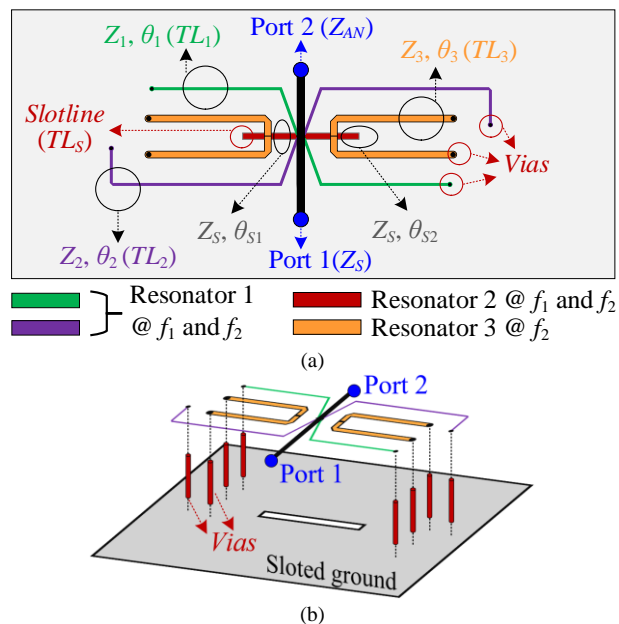 Z1, θ1 (TL1)
Port 2 (ZAN)
Z3, θ3 (TL3)
Slotline
(TLS)
Vias
ZS, θS1
ZS, θS2
Z2, θ2 (TL2)
Port 1(ZS)
Resonator 1
@ f1 and f2
Resonator 2 @ f1 and f2
Resonator 3 @ f2
(a)
Port 2
Port 1
Vias
Sloted ground
(b)